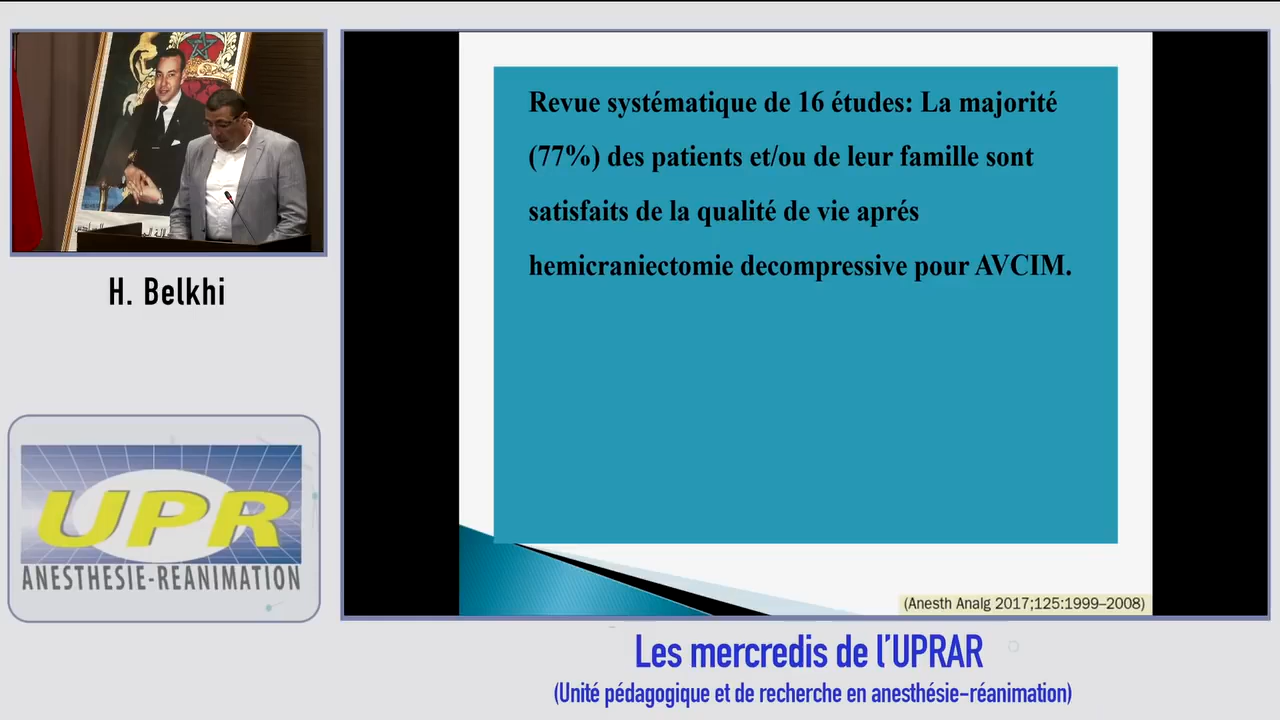 H. Belkhi
UPR
ANESTHESIE-REANIMATION
Revue systématique de 16 études: La majorité
(77%) des patients et/ou de leur famille sont
satisfaits de la qualité de vie aprés
hemicraniectomie decompressive pour AVCIM.
(Anesth Analg 2017;125:1999–2008)
Les mercredis de l'UPRAR
(Unité pédagogique et de recherche en anesthésie-réanimation)